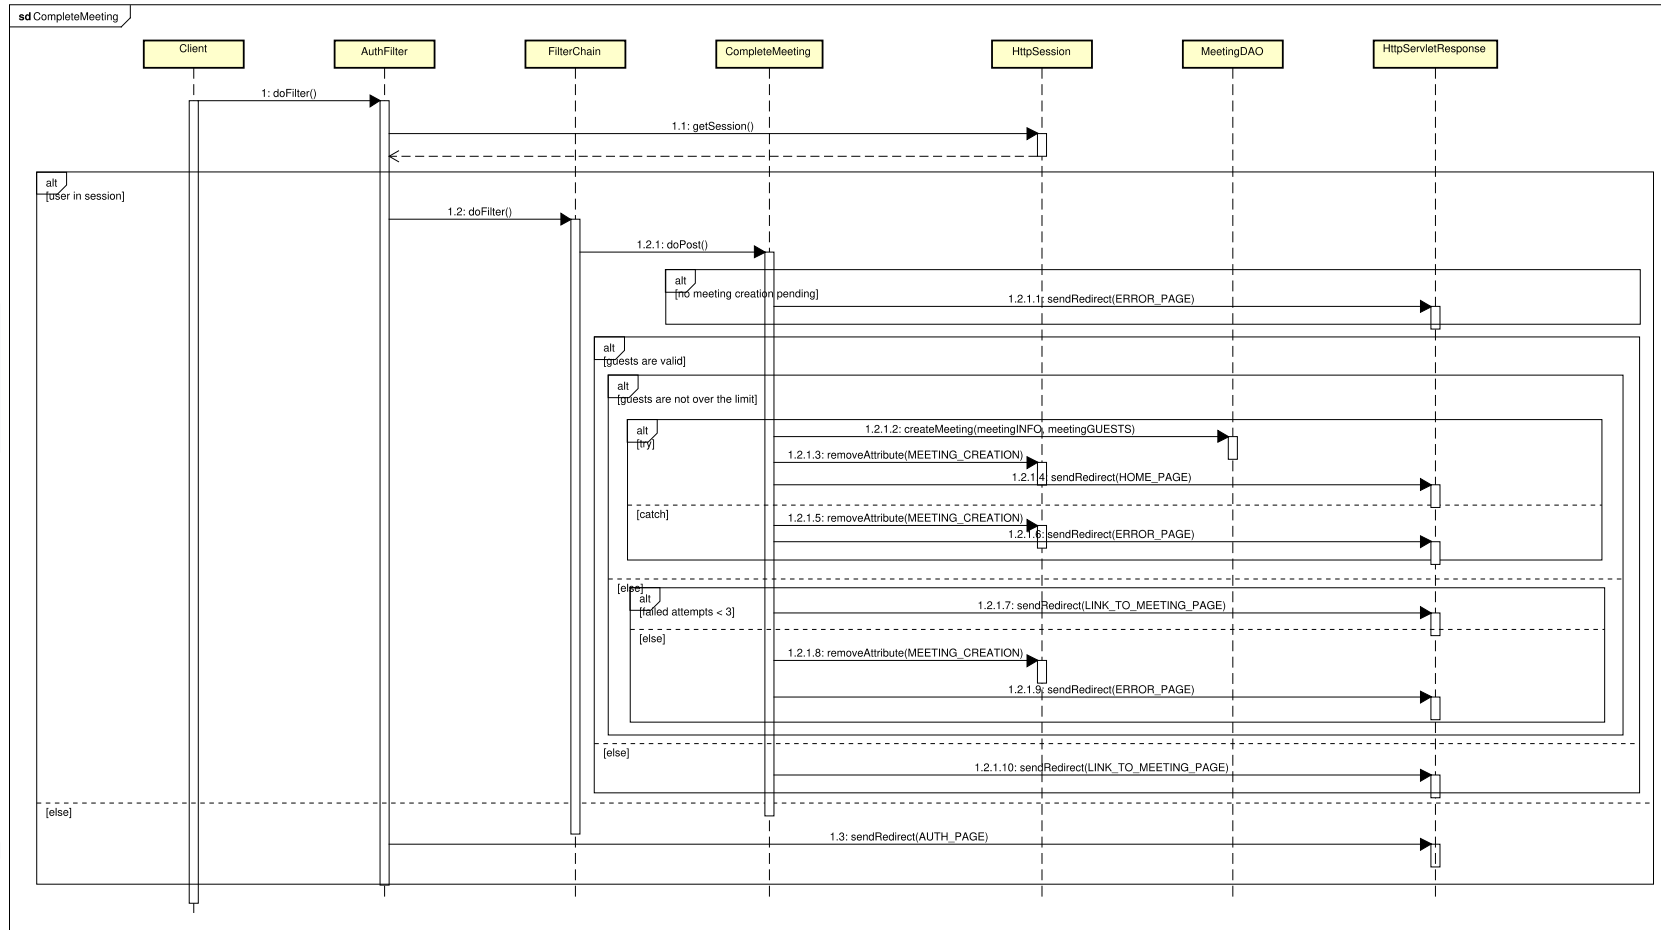 sd CompleteMeeting
Client
AuthFilter
FilterChain
CompleteMeeting
HttpSession
MeetingDAO
HttpServletResponse
1: doFilter()
1.1: getSession()
alt
[user in session]
1.2: doFilter()
1.2.1: doPost()
alt
[no meeting creation pending]
1.2.1.1: sendRedirect(ERROR_PAGE)
alt
[guests are valid]
alt
[guests are not over the limit]
alt
[try]
1.2.1.2: createMeeting(meetingINFO, meetingGUESTS)
1.2.1.3: removeAttribute(MEETING_CREATION)
1.2.1.4: sendRedirect(HOME_PAGE)
[catch]
1.2.1.5: removeAttribute(MEETING_CREATION)
1.2.1.6: sendRedirect(ERROR_PAGE)
[else]
alt
[failed attempts < 3]
1.2.1.7: sendRedirect(LINK_TO_MEETING_PAGE)
[else]
1.2.1.8: removeAttribute(MEETING_CREATION)
1.2.1.9: sendRedirect(ERROR_PAGE)
[else]
1.2.1.10: sendRedirect(LINK_TO_MEETING_PAGE)
[else]
1.3: sendRedirect(AUTH_PAGE)